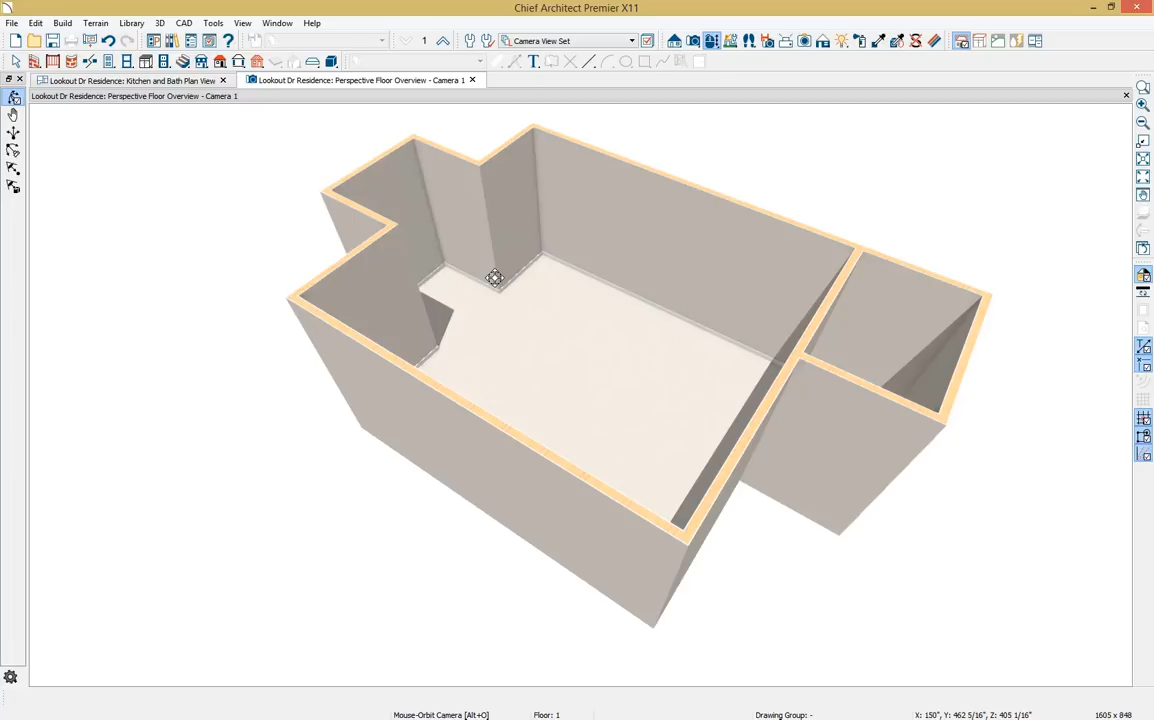 Chief Architect Premier X11
File Edit Build Terrain Library 3D CAD Tools View Window Help
1 Camera View Set
Lookout Dr Residence: Kitchen and Bath Plan View Lookout Dr Residence: Perspective Floor Overview - Camera 1
Lookout Dr Residence: Perspective Floor Overview - Camera 1
Mouse-Orbit Camera [Alt+O] Floor: 1 Drawing Group: - X: 150", Y: 462 5/16", Z: 405 1/16" 1605 x 848